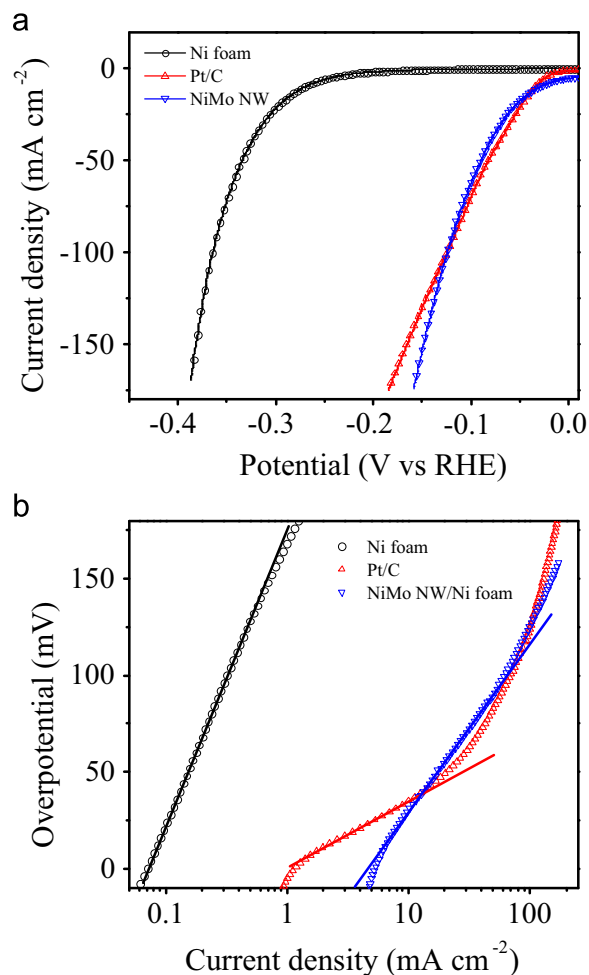 a
Ni foam
Pt/C
NiMo NW
0
-50
-100
-150
Current density (mA cm⁻²)
-0.4 -0.3 -0.2 -0.1 0.0
Potential (V vs RHE)
b
Ni foam
Pt/C
NiMo NW/Ni foam
150
100
50
0
Overpotential (mV)
0.1 1 10 100
Current density (mA cm⁻²)